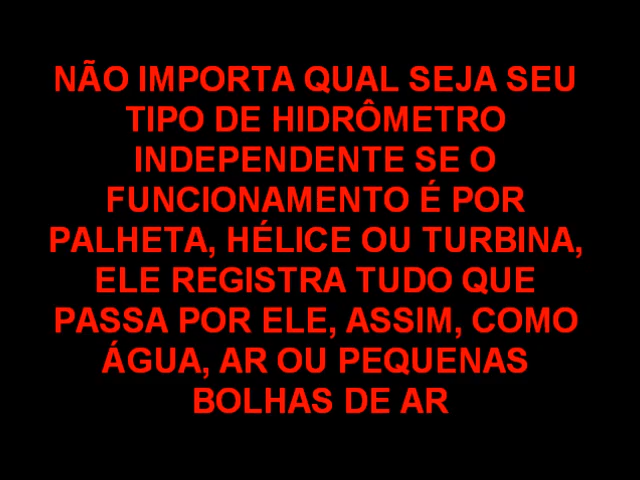 NÃO IMPORTA QUAL SEJA SEU
TIPO DE HIDRÔMETRO
INDEPENDENTE SE O
FUNCIONAMENTO É POR
PALHETA, HÉLICE OU TURBINA,
ELE REGISTRA TUDO QUE
PASSA POR ELE, ASSIM, COMO
ÁGUA, AR OU PEQUENAS
BOLHAS DE AR